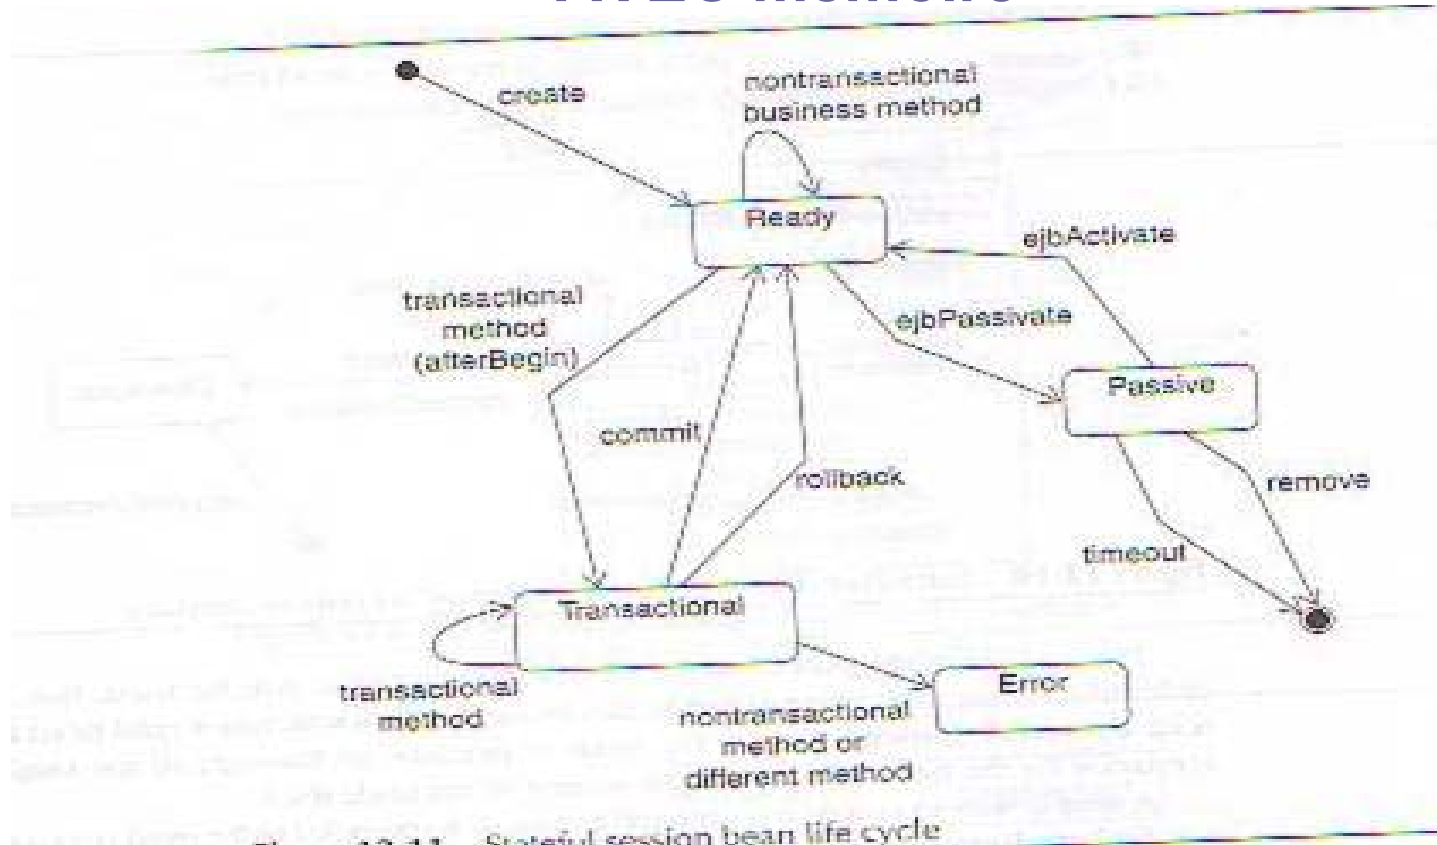 create
nontransactional
business method
Ready
ejbActivate
transactional
method
(afterBegin)
ejbPassivate
Passive
commit
rollback
remove
timeout
Transactional
transactional
method
Error
nontransactional
method or
different method
Stateful session bean life cycle